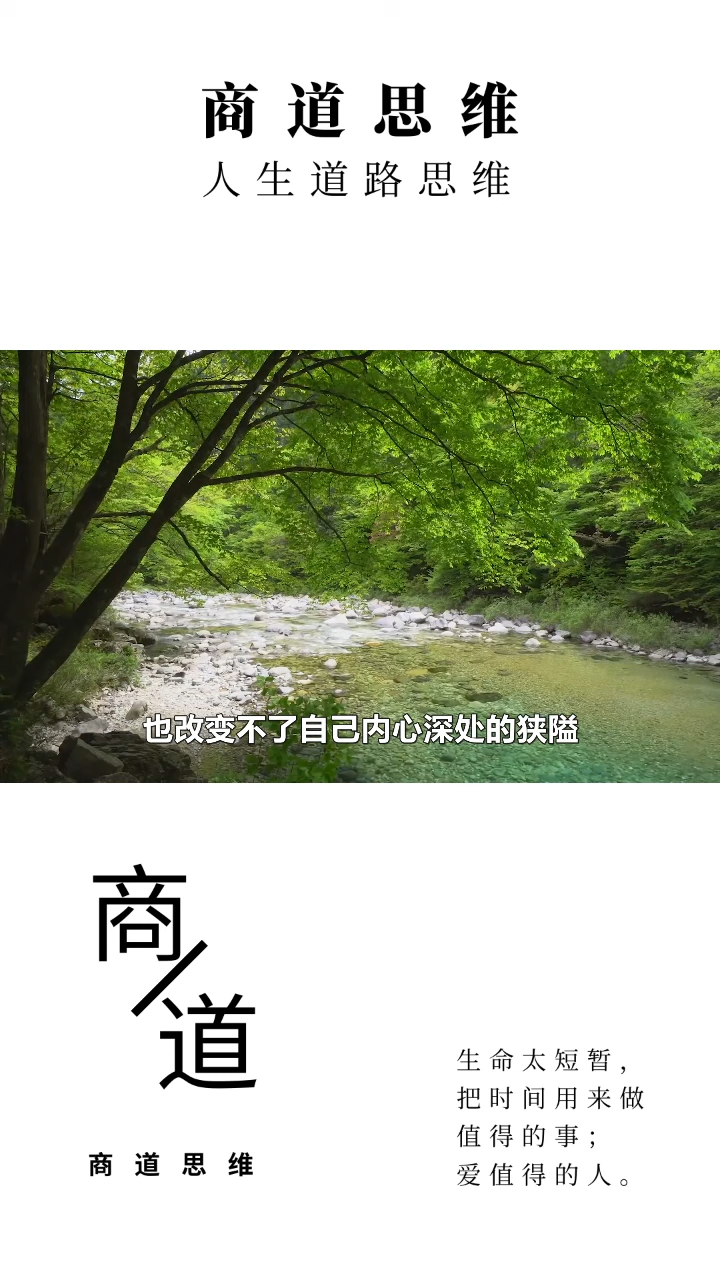 商道思维
人生道路思维
也改变不了自己内心深处的狭隘
商
道
商道思维
生命太短暂，
把时间用来做
值得的事；
爱值得的人。